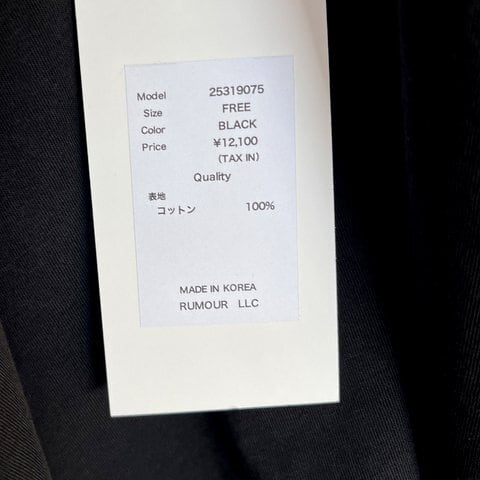 Model 25319075
Size FREE
Color BLACK
Price ¥12,100
(TAX IN)
Quality
表地
コットン 100%
MADE IN KOREA
RUMOUR LLC